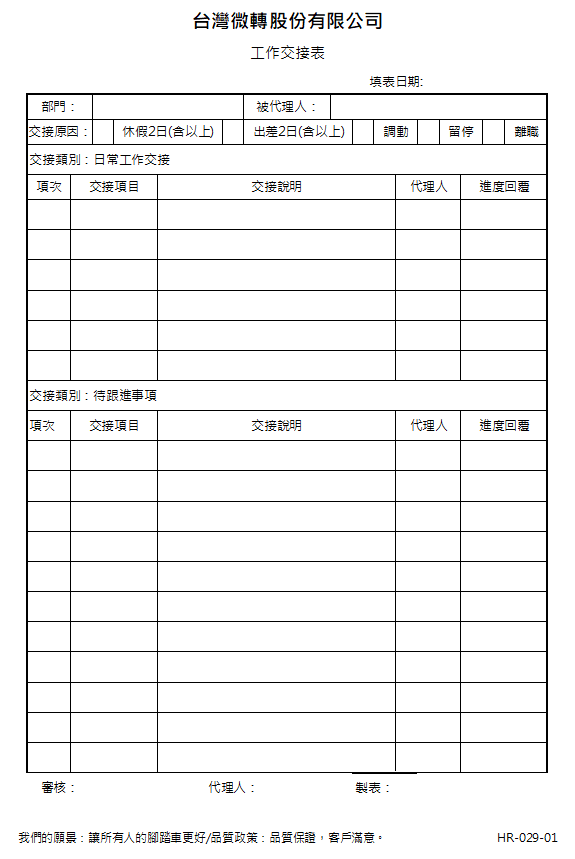 台灣微轉股份有限公司
工作交接表
填表日期:
部門： 被代理人：
交接原因： 休假2日(含以上) 出差2日(含以上) 調動 留停 離職
交接類別：日常工作交接
項次 交接項目 交接說明 代理人 進度回覆
交接類別：待跟進事項
項次 交接項目 交接說明 代理人 進度回覆
審核： 代理人： 製表：
我們的願景：讓所有人的腳踏車更好/品質政策：品質保證，客戶滿意。 HR-029-01